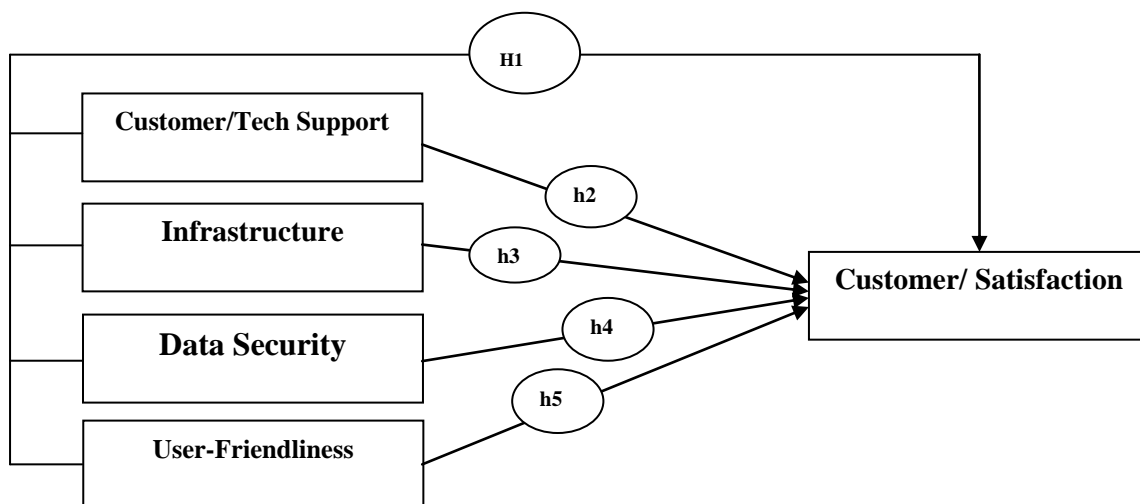 H1
Customer/Tech Support
h2
Infrastructure
h3
Customer/ Satisfaction
Data Security
h4
h5
User-Friendliness